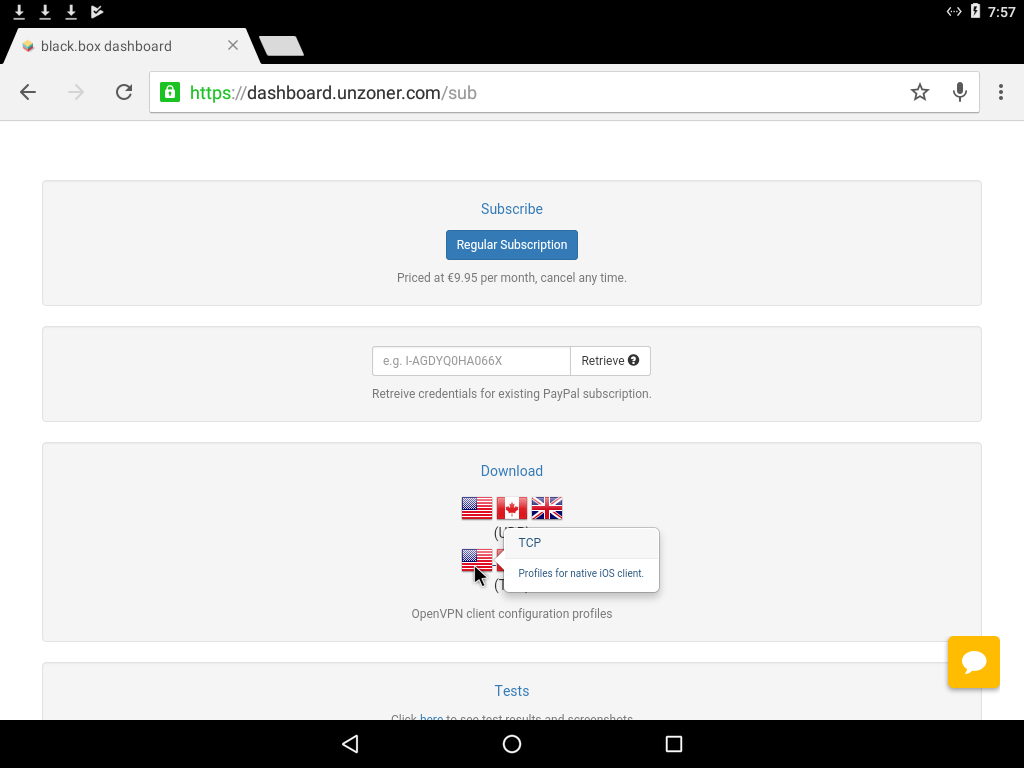 7:57
black.box dashboard
https://dashboard.unzoner.com/sub
Subscribe
Regular Subscription
Priced at €9.95 per month, cancel any time.
e.g. I-AGDYQ0HA066X
Retrieve
Retreive credentials for existing PayPal subscription.
Download
TCP
Profiles for native iOS client.
OpenVPN client configuration profiles
Tests
Click here to see test results and screenshots